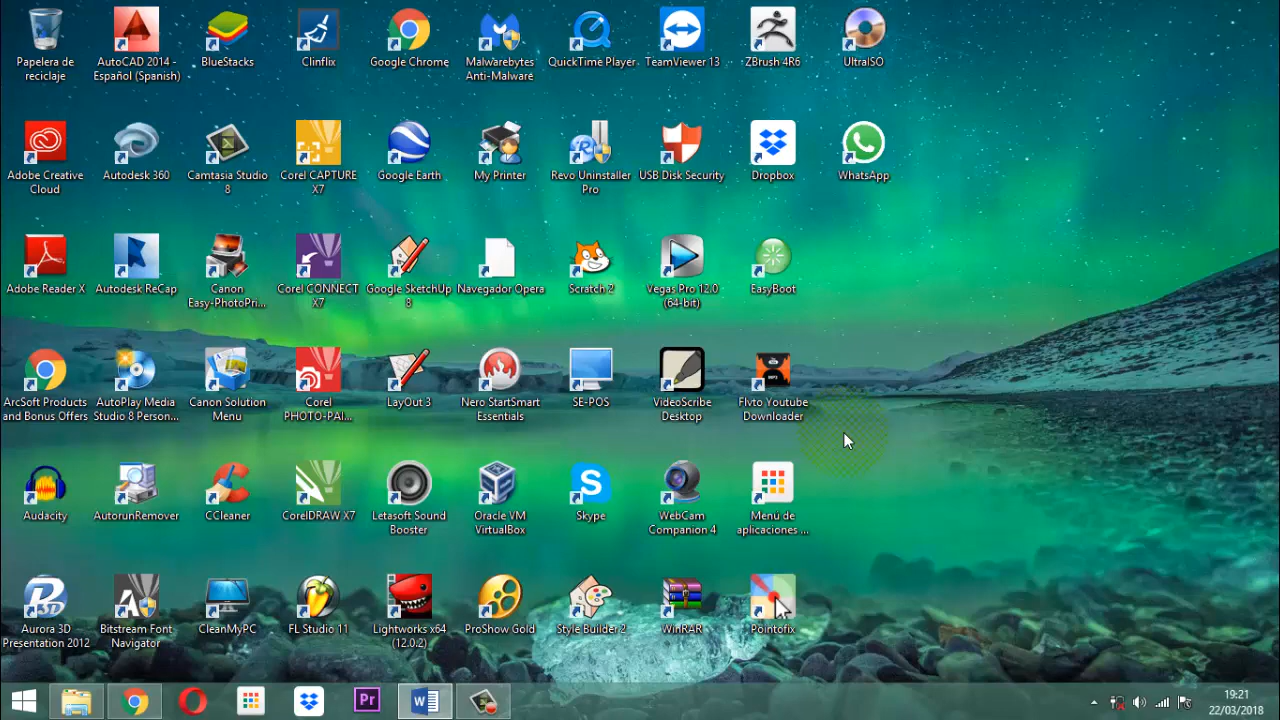 Papelera de
reciclaje
AutoCAD 2014 -
Español (Spanish)
BlueStacks
Clinflix
Google Chrome
Malwarebytes
Anti-Malware
QuickTime Player
TeamViewer 13
ZBrush 4R6
UltraISO
Adobe Creative
Cloud
Autodesk 360
Camtasia Studio
8
Corel CAPTURE
X7
Google Earth
My Printer
Revo Uninstaller
Pro
USB Disk Security
Dropbox
WhatsApp
Adobe Reader X
Autodesk ReCap
Canon
Easy-PhotoPri...
Corel CONNECT
X7
Google SketchUp
8
Navegador Opera
Scratch 2
Vegas Pro 12.0
(64-bit)
EasyBoot
ArcSoft Products
and Bonus Offers
AutoPlay Media
Studio 8 Person...
Canon Solution
Menu
Corel
PHOTO-PAI...
LayOut 3
Nero StartSmart
Essentials
SE-POS
VideoScribe
Desktop
MP3
Flvto Youtube
Downloader
Audacity
AutorunRemover
CCleaner
CorelDRAW X7
Letasoft Sound
Booster
Oracle VM
VirtualBox
S
Skype
WebCam
Companion 4
Menú de
aplicaciones ...
Aurora 3D
Presentation 2012
Bitstream Font
Navigator
CleanMyPC
FL Studio 11
Lightworks x64
(12.0.2)
ProShow Gold
Style Builder 2
WinRAR
Pointofix
Pr
W
19:21
22/03/2018